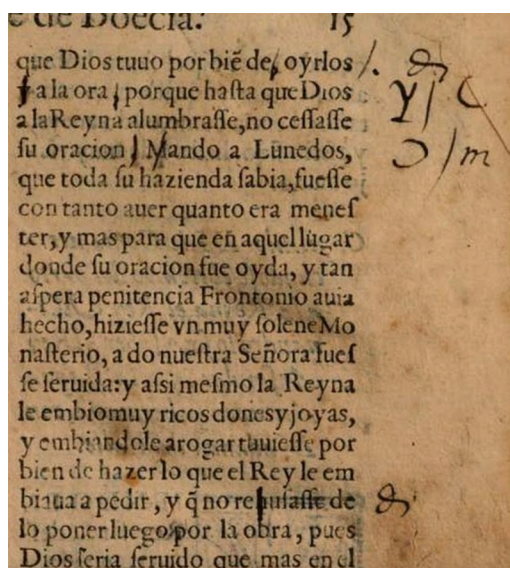 e de Boecia. 15
que Dios tuuo por biẽ de, oyrlos
y a la ora, porque hasta que Dios
a la Reyna alumbrasse, no cessasse
su oracion, Mando a Lunedos,
que toda su hazienda sabia, fuesse
con tanto auer quanto era menes
ter, y mas para que en aquel lugar
donde su oracion fue oyda, y tan
aspera penitencia Frontonio auia
hecho, hiziesse vn muy solene Mo
nasterio, a do nuestra Señora fues
se seruida: y assi mesmo la Reyna
le embio muy ricos dones y joyas,
y embiandole a rogar tuuiesse por
bien de hazer lo que el Rey le em
biaua a pedir, y q̃ no rehusasse de
lo poner luego por la obra, pues
Dios seria seruido que mas en el
Y
m